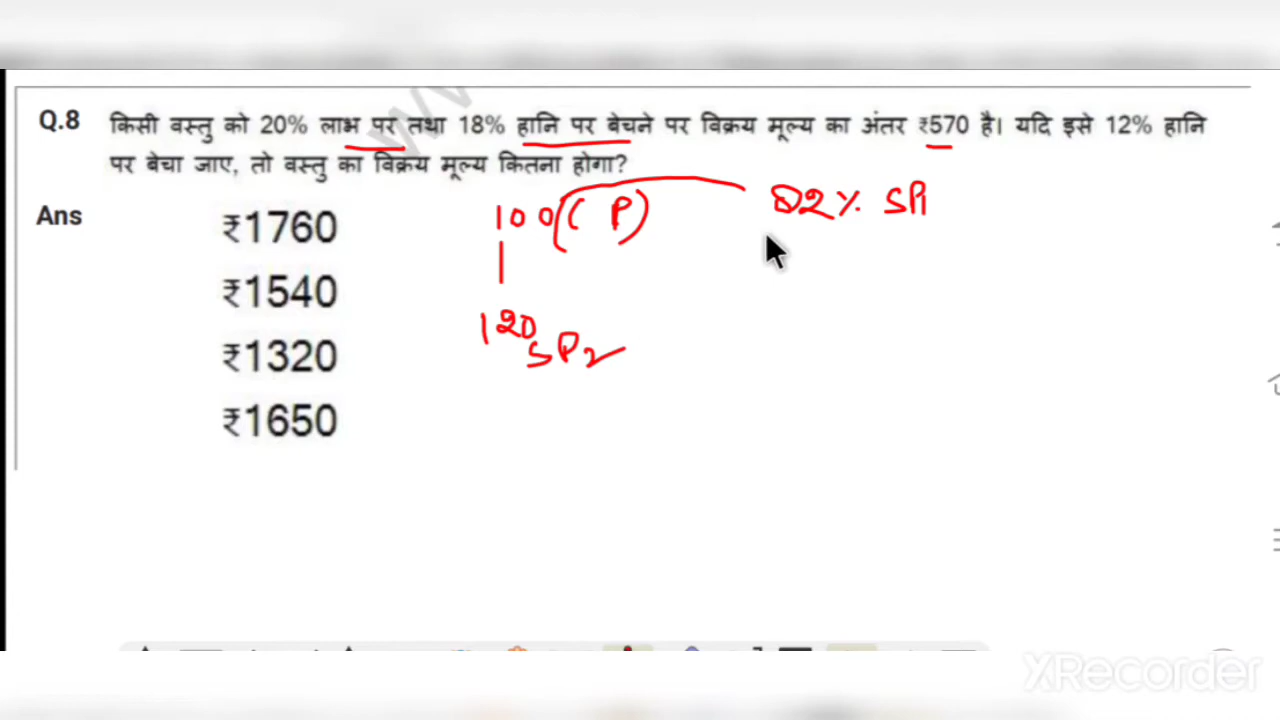 Q.8 किसी वस्तु को 20% लाभ पर तथा 18% हानि पर बेचने पर विक्रय मूल्य का अंतर ₹570 है। यदि इसे 12% हानि
पर बेचा जाए, तो वस्तु का विक्रय मूल्य कितना होगा?
Ans
₹1760
₹1540
₹1320
₹1650
100 (P)
82% SP1
120
SP2
XRecorder